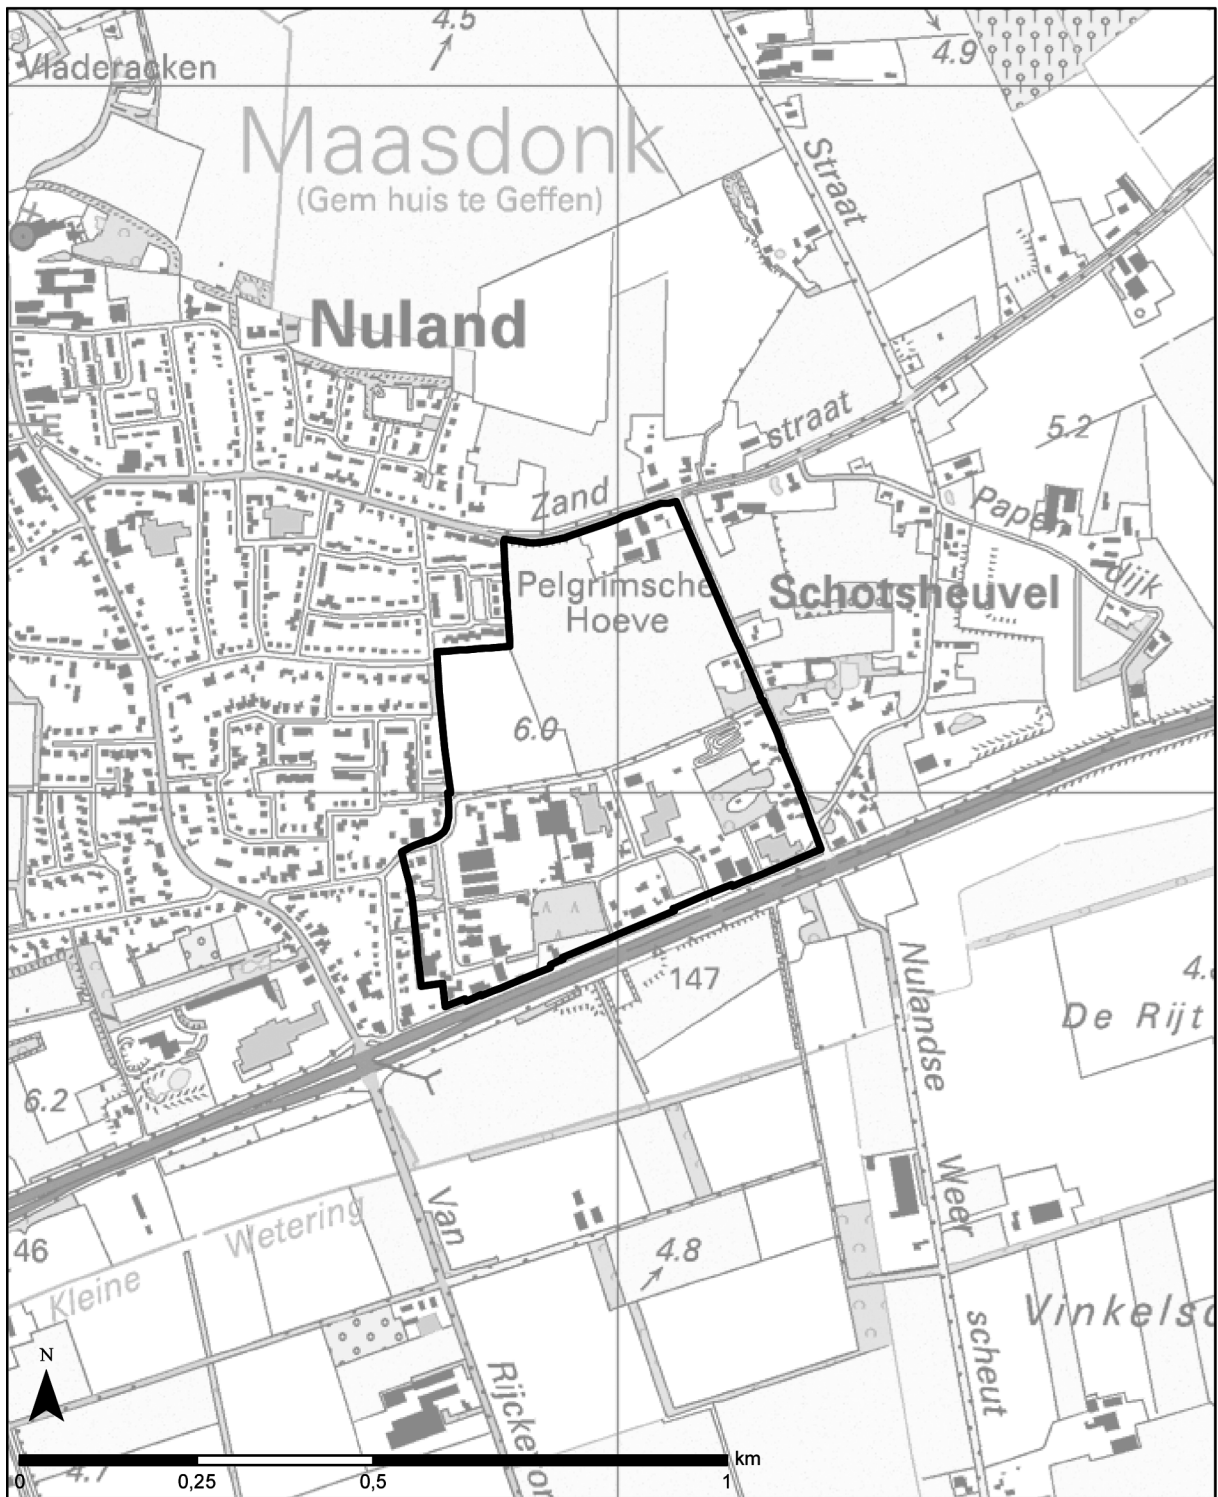 4.5
4.9
Vladeracken
Maasdonk
(Gem huis te Geffen)
Straat
Nuland
straat
5.2
Zand
Papen
dijk
Pelgrimsche
Hoeve
Schotsheuvel
6.0
147
Nulandse
De Rijt
6.2
Weer
Van
Wetering
4.8
46
Kleine
Vinkels
scheut
N
Rijckevor
km
0
0,25
0,5
1
4.7